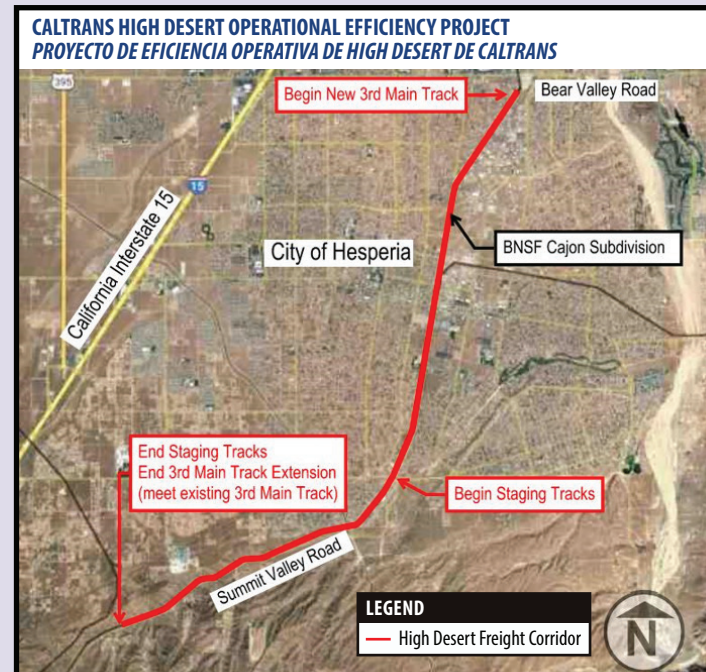 CALTRANS HIGH DESERT OPERATIONAL EFFICIENCY PROJECT
PROYECTO DE EFICIENCIA OPERATIVA DE HIGH DESERT DE CALTRANS
395
Begin New 3rd Main Track
Bear Valley Road
15
California Interstate 15
City of Hesperia
BNSF Cajon Subdivision
End Staging Tracks
End 3rd Main Track Extension
(meet existing 3rd Main Track)
Begin Staging Tracks
Summit Valley Road
LEGEND
High Desert Freight Corridor
N